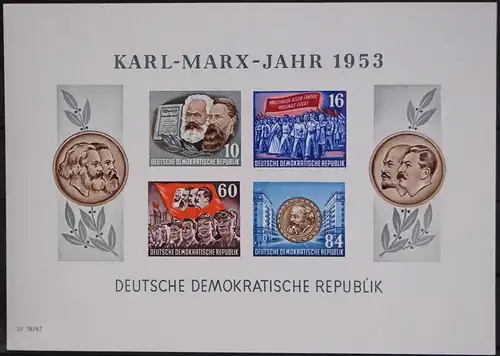 KARL-MARX-JAHR 1953
10
DEUTSCHE DEMOKRATISCHE REPUBLIK
16
DEUTSCHE DEMOKRATISCHE REPUBLIK
60
DEUTSCHE DEMOKRATISCHE REPUBLIK
84
DEUTSCHE DEMOKRATISCHE REPUBLIK
DEUTSCHE DEMOKRATISCHE REPUBLIK